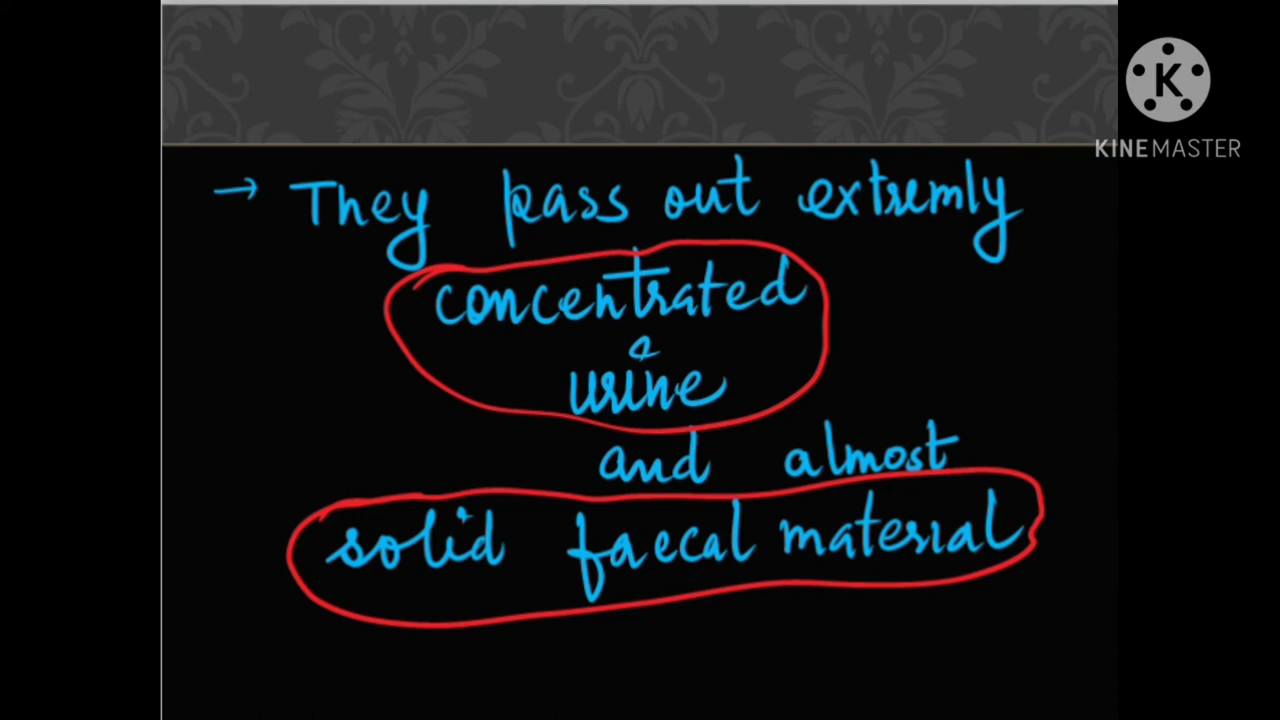 → They pass out extremly
concentrated
urine
and almost
solid faecal material
K
KINEMASTER